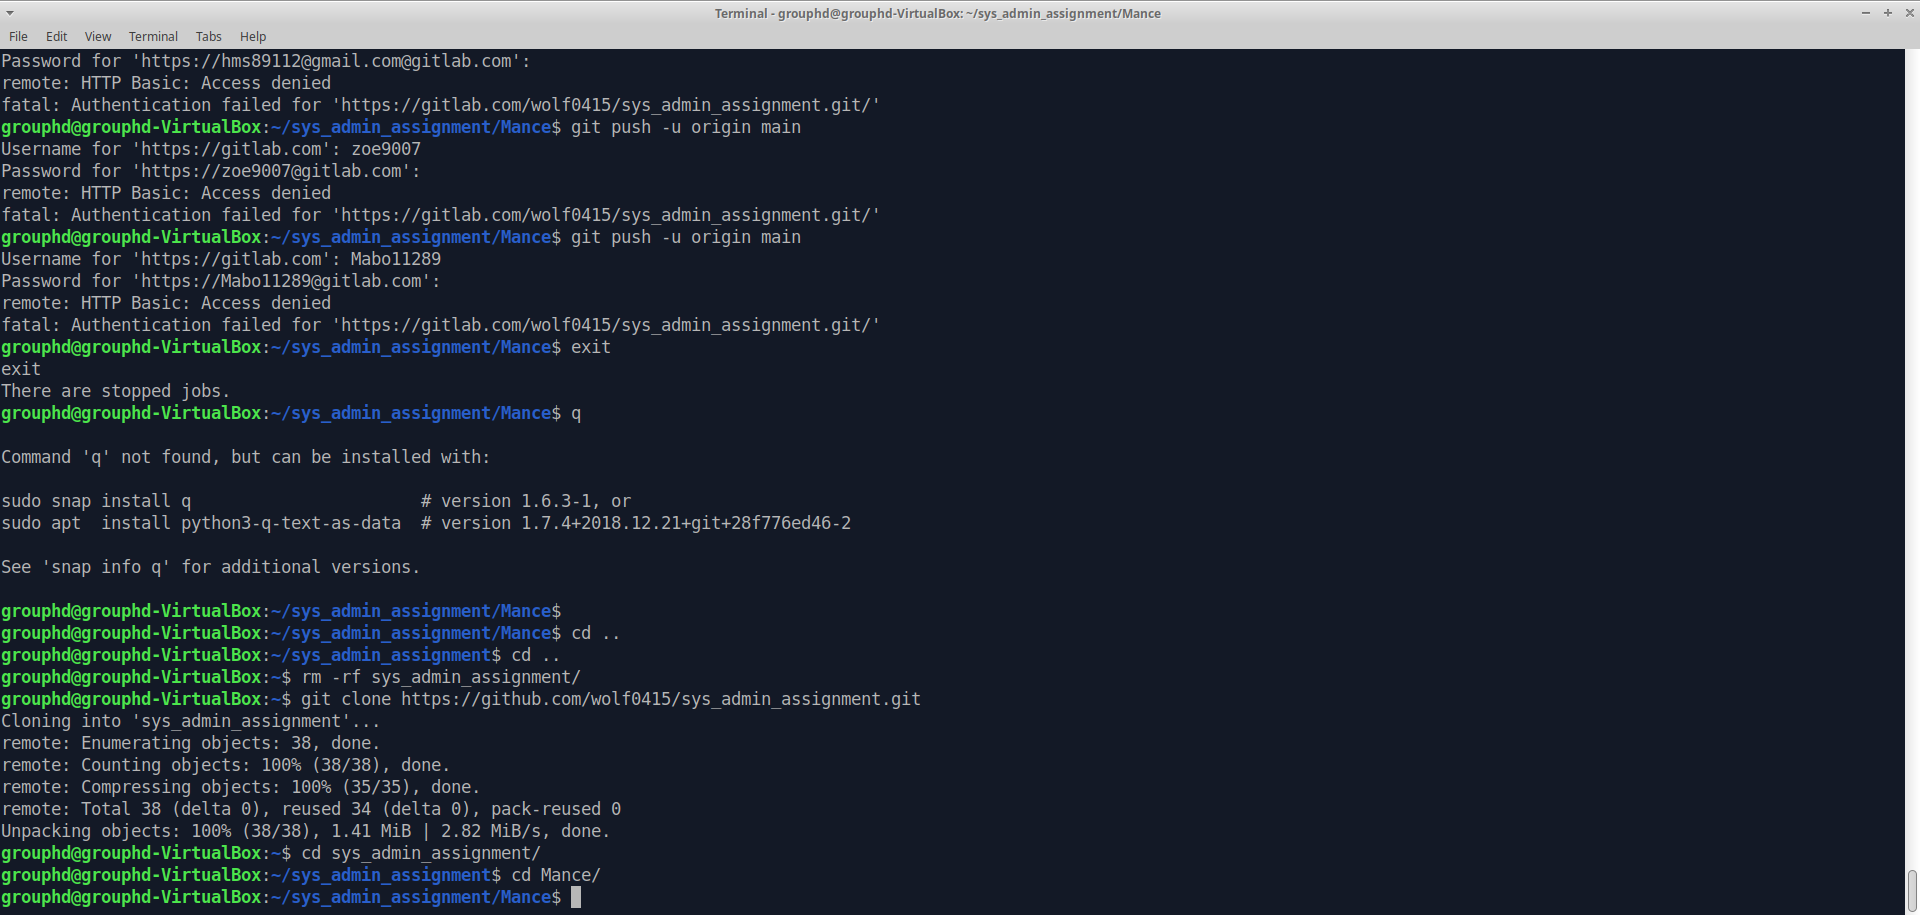 Terminal - grouphd@grouphd-VirtualBox: ~/sys_admin_assignment/Mance
File Edit View Terminal Tabs Help
Password for 'https://hms89112@gmail.com@gitlab.com':
remote: HTTP Basic: Access denied
fatal: Authentication failed for 'https://gitlab.com/wolf0415/sys_admin_assignment.git/'
grouphd@grouphd-VirtualBox:~/sys_admin_assignment/Mance$ git push -u origin main
Username for 'https://gitlab.com': zoe9007
Password for 'https://zoe9007@gitlab.com':
remote: HTTP Basic: Access denied
fatal: Authentication failed for 'https://gitlab.com/wolf0415/sys_admin_assignment.git/'
grouphd@grouphd-VirtualBox:~/sys_admin_assignment/Mance$ git push -u origin main
Username for 'https://gitlab.com': Mabo11289
Password for 'https://Mabo11289@gitlab.com':
remote: HTTP Basic: Access denied
fatal: Authentication failed for 'https://gitlab.com/wolf0415/sys_admin_assignment.git/'
grouphd@grouphd-VirtualBox:~/sys_admin_assignment/Mance$ exit
exit
There are stopped jobs.
grouphd@grouphd-VirtualBox:~/sys_admin_assignment/Mance$ q
Command 'q' not found, but can be installed with:
sudo snap install q                       # version 1.6.3-1, or
sudo apt  install python3-q-text-as-data  # version 1.7.4+2018.12.21+git+28f776ed46-2
See 'snap info q' for additional versions.
grouphd@grouphd-VirtualBox:~/sys_admin_assignment/Mance$
grouphd@grouphd-VirtualBox:~/sys_admin_assignment/Mance$ cd ..
grouphd@grouphd-VirtualBox:~/sys_admin_assignment$ cd ..
grouphd@grouphd-VirtualBox:~$ rm -rf sys_admin_assignment/
grouphd@grouphd-VirtualBox:~$ git clone https://github.com/wolf0415/sys_admin_assignment.git
Cloning into 'sys_admin_assignment'...
remote: Enumerating objects: 38, done.
remote: Counting objects: 100% (38/38), done.
remote: Compressing objects: 100% (35/35), done.
remote: Total 38 (delta 0), reused 34 (delta 0), pack-reused 0
Unpacking objects: 100% (38/38), 1.41 MiB | 2.82 MiB/s, done.
grouphd@grouphd-VirtualBox:~$ cd sys_admin_assignment/
grouphd@grouphd-VirtualBox:~/sys_admin_assignment$ cd Mance/
grouphd@grouphd-VirtualBox:~/sys_admin_assignment/Mance$